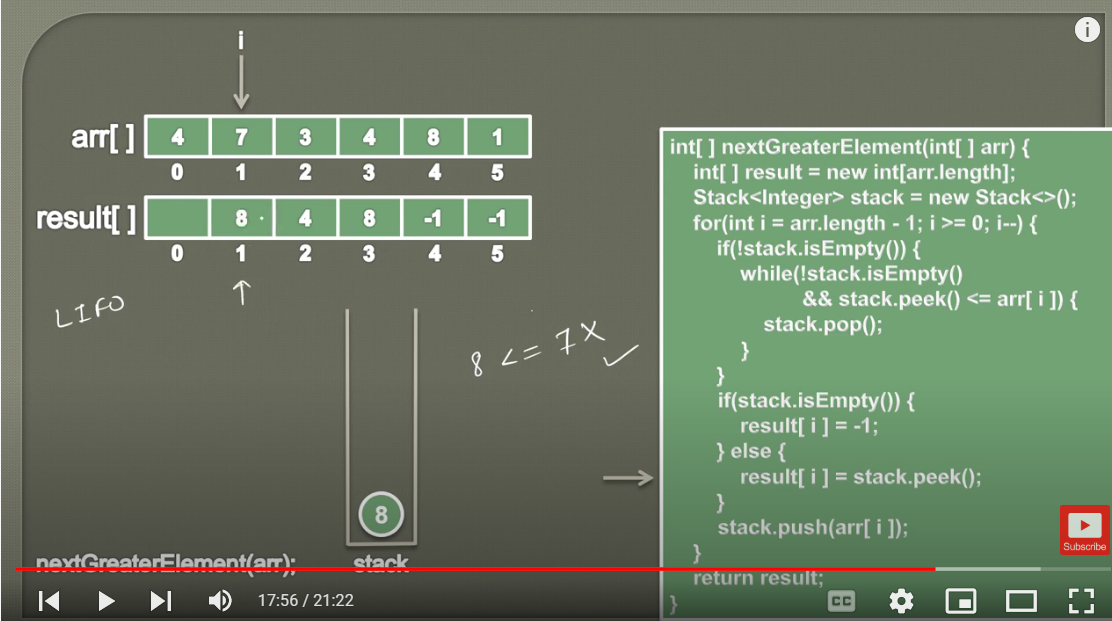 i
arr[ ] 4 7 3 4 8 1
0 1 2 3 4 5
result[ ] 8 4 8 -1 -1
0 1 2 3 4 5
LIFO
8 <= 7 X ✓
8
nextGreaterElement(arr); stack
int[ ] nextGreaterElement(int[ ] arr) {
int[ ] result = new int[arr.length];
Stack<Integer> stack = new Stack<>();
for(int i = arr.length - 1; i >= 0; i--) {
if(!stack.isEmpty()) {
while(!stack.isEmpty()
&& stack.peek() <= arr[ i ]) {
stack.pop();
}
}
if(stack.isEmpty()) {
result[ i ] = -1;
} else {
result[ i ] = stack.peek();
}
stack.push(arr[ i ]);
}
return result;
}
i
Subscribe
17:56 / 21:22
CC